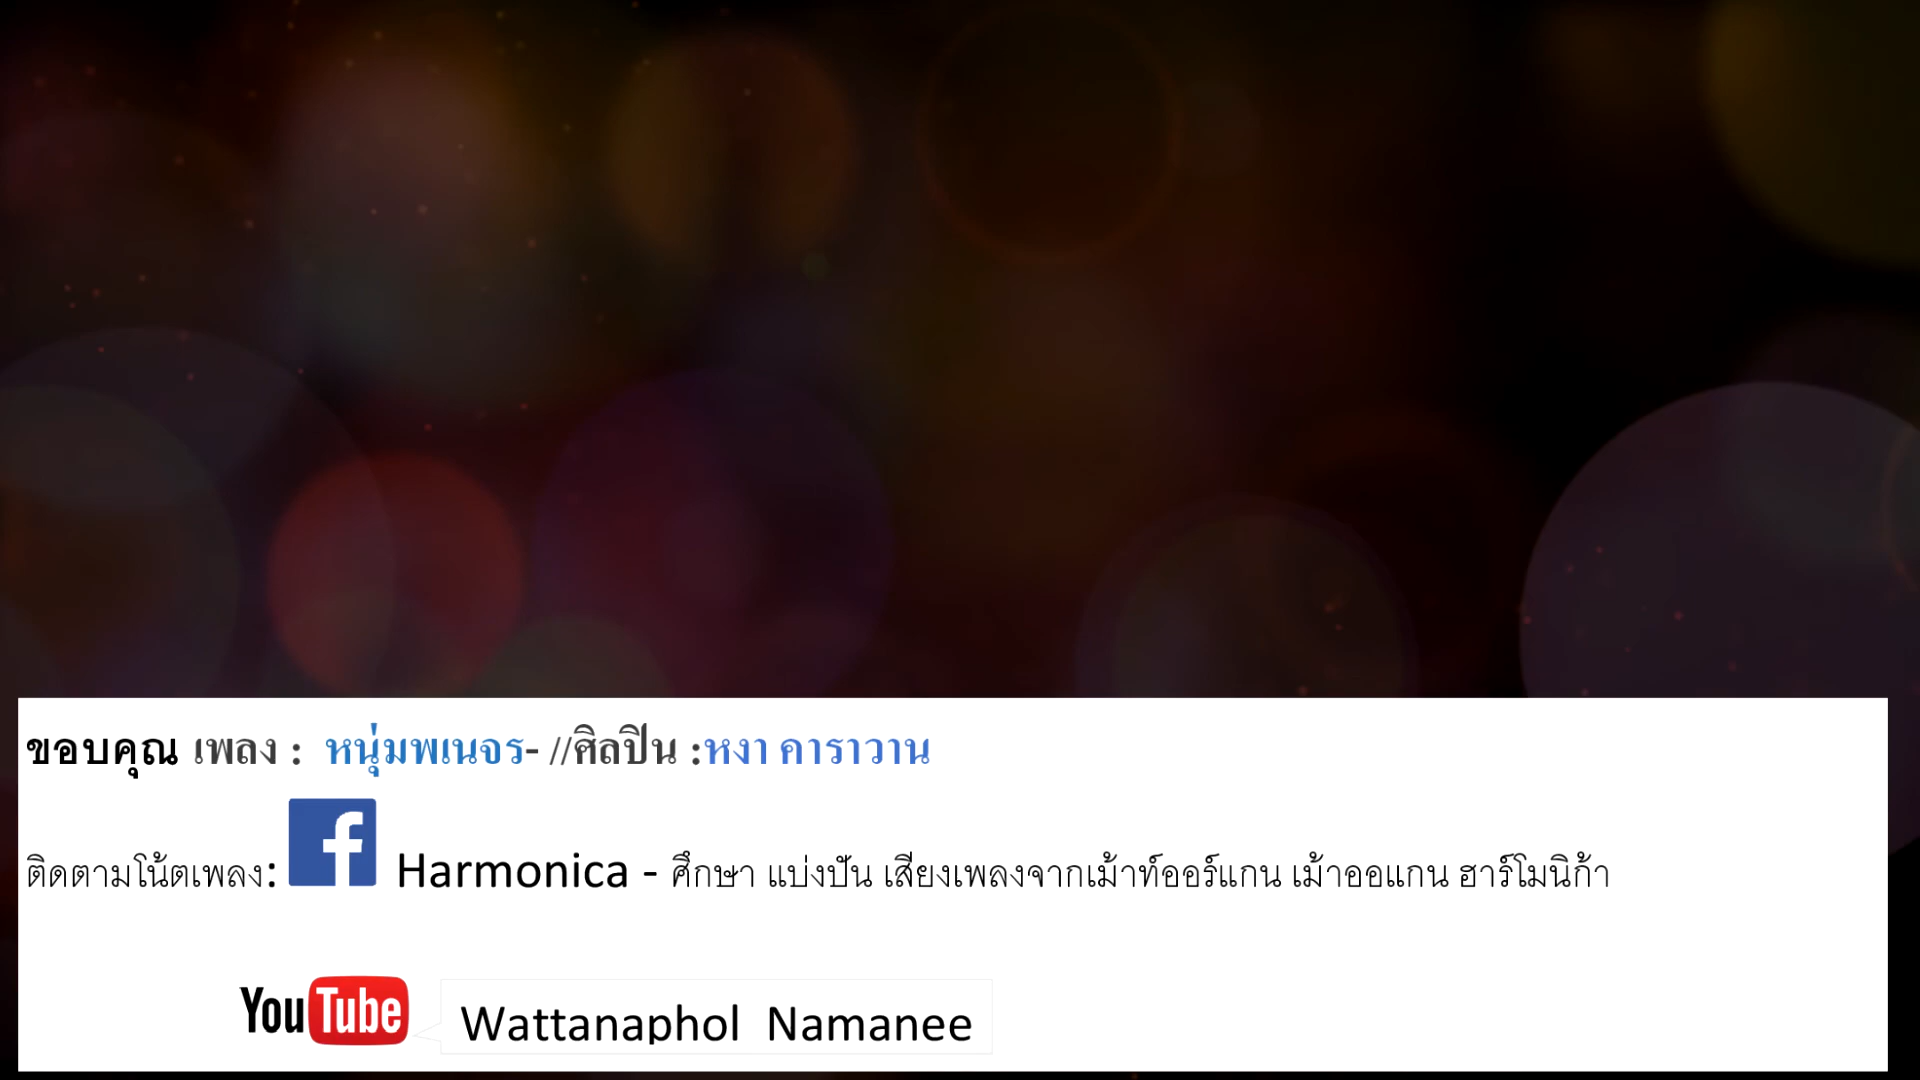 ขอบคุณ เพลง : หนุ่มพเนจร- //ศิลปิน :หงา คาราวาน
ติดตามโน้ตเพลง: f Harmonica - ศึกษา แบ่งปัน เสียงเพลงจากเม้าท์ออร์แกน เม้าออแกน ฮาร์โมนิก้า
YouTube Wattanaphol Namanee